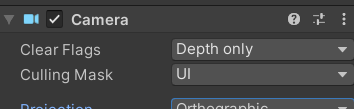 Camera
Clear Flags Depth only
Culling Mask UI
Projection Orthographic